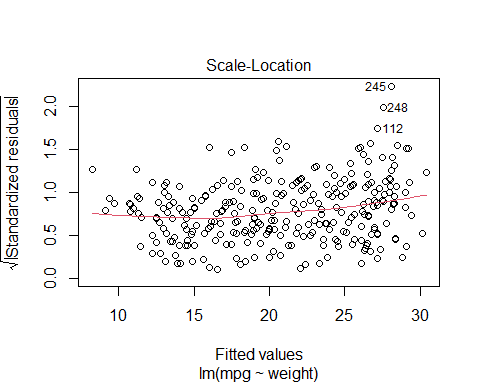 Scale-Location
√|Standardized residuals|
2.0
1.5
1.0
0.5
0.0
245
248
112
10 15 20 25 30
Fitted values
lm(mpg ~ weight)